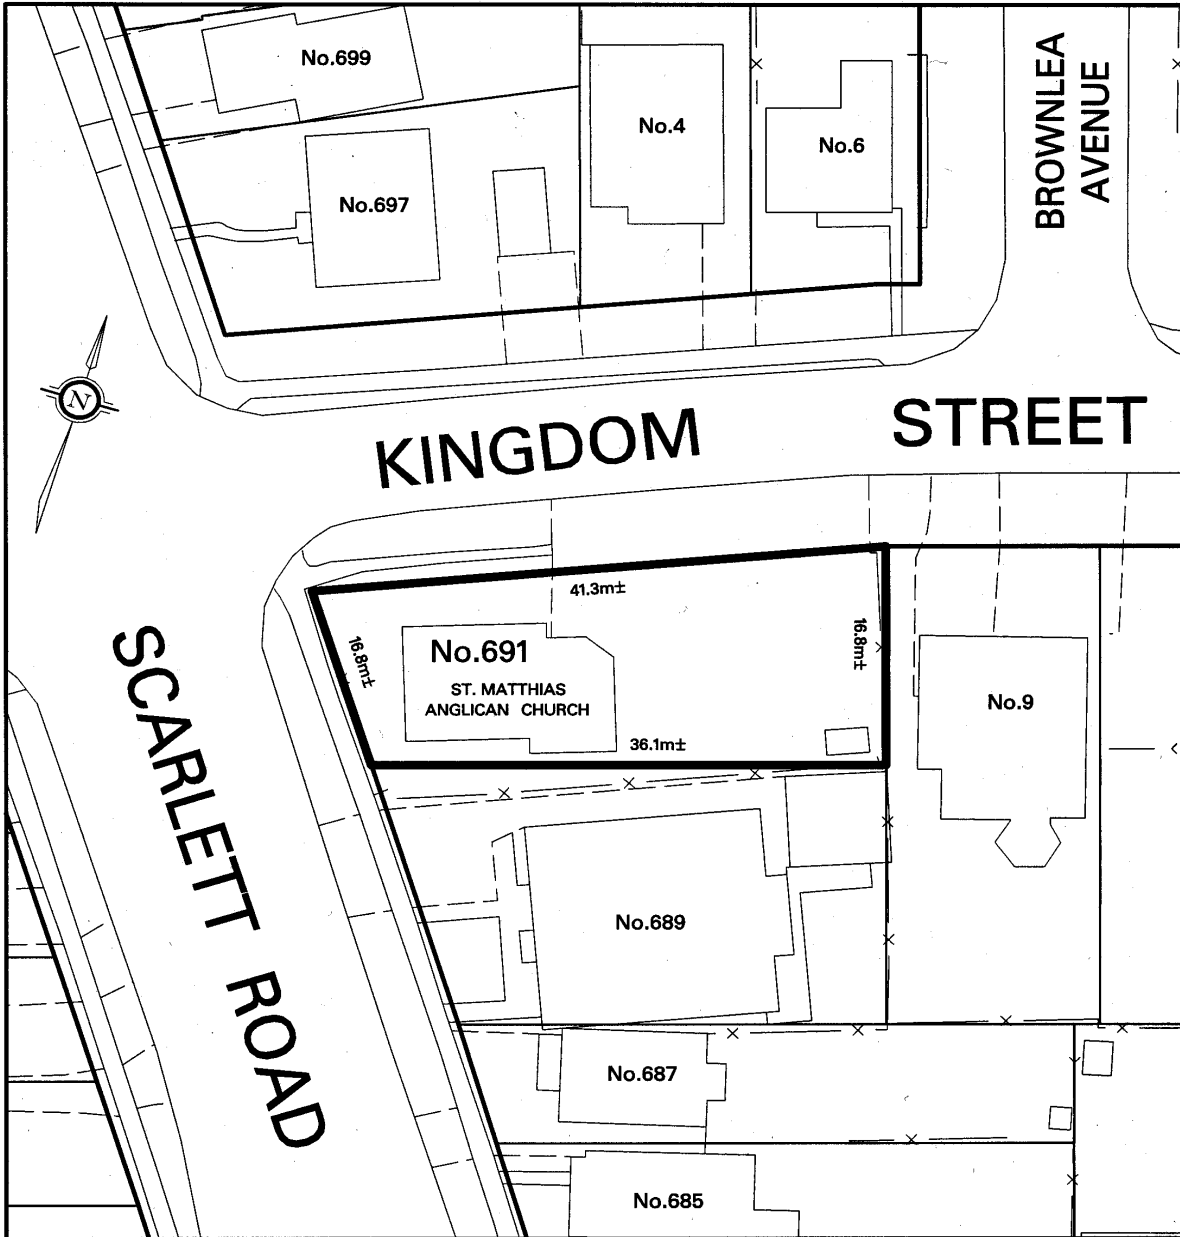 No.699
No.4
No.6
BROWNLEA
AVENUE
No.697
N
KINGDOM STREET
41.3m±
16.8m±
No.691
ST. MATTHIAS
ANGLICAN CHURCH
16.8m±
36.1m±
No.9
SCARLETT ROAD
No.689
No.687
No.685